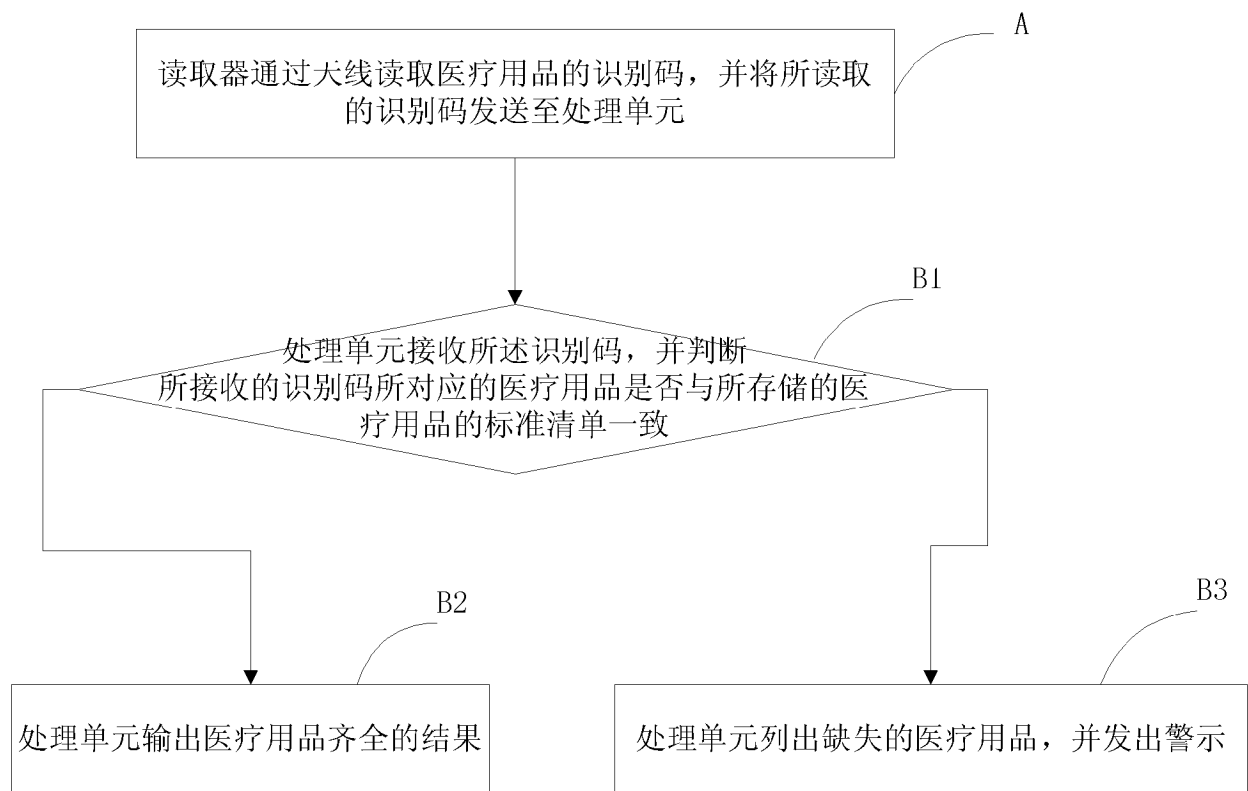 A
读取器通过天线读取医疗用品的识别码，并将所读取
的识别码发送至处理单元
B1
处理单元接收所述识别码，并判断
所接收的识别码所对应的医疗用品是否与所存储的医
疗用品的标准清单一致
B2
B3
处理单元输出医疗用品齐全的结果
处理单元列出缺失的医疗用品，并发出警示